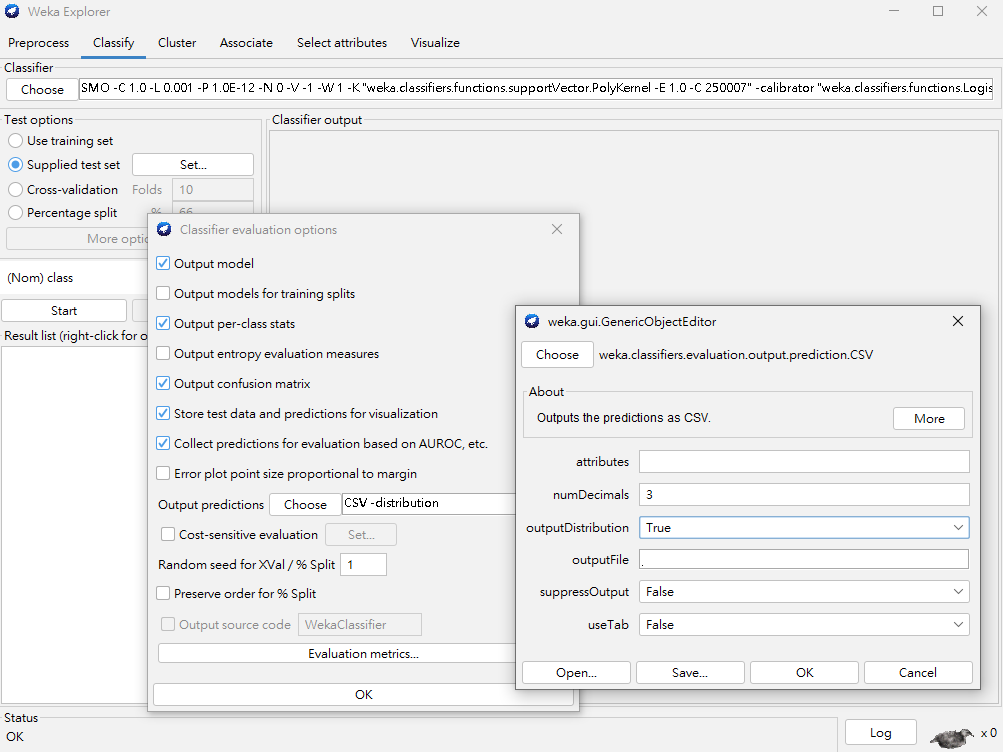 Weka Explorer
Preprocess Classify Cluster Associate Select attributes Visualize
Classifier
Choose SMO -C 1.0 -L 0.001 -P 1.0E-12 -N 0 -V -1 -W 1 -K "weka.classifiers.functions.supportVector.PolyKernel -E 1.0 -C 250007" -calibrator "weka.classifiers.functions.Logis
Test options
Use training set
Supplied test set Set...
Cross-validation Folds 10
Percentage split % 66
More optio
(Nom) class
Start
Result list (right-click for o
Classifier output
Classifier evaluation options
Output model
Output models for training splits
Output per-class stats
Output entropy evaluation measures
Output confusion matrix
Store test data and predictions for visualization
Collect predictions for evaluation based on AUROC, etc.
Error plot point size proportional to margin
Output predictions Choose CSV -distribution
Cost-sensitive evaluation Set...
Random seed for XVal / % Split 1
Preserve order for % Split
Output source code WekaClassifier
Evaluation metrics...
OK
weka.gui.GenericObjectEditor
Choose weka.classifiers.evaluation.output.prediction.CSV
About
Outputs the predictions as CSV.
More
attributes
numDecimals 3
outputDistribution True
outputFile .
suppressOutput False
useTab False
Open... Save... OK Cancel
Status
OK
Log x 0